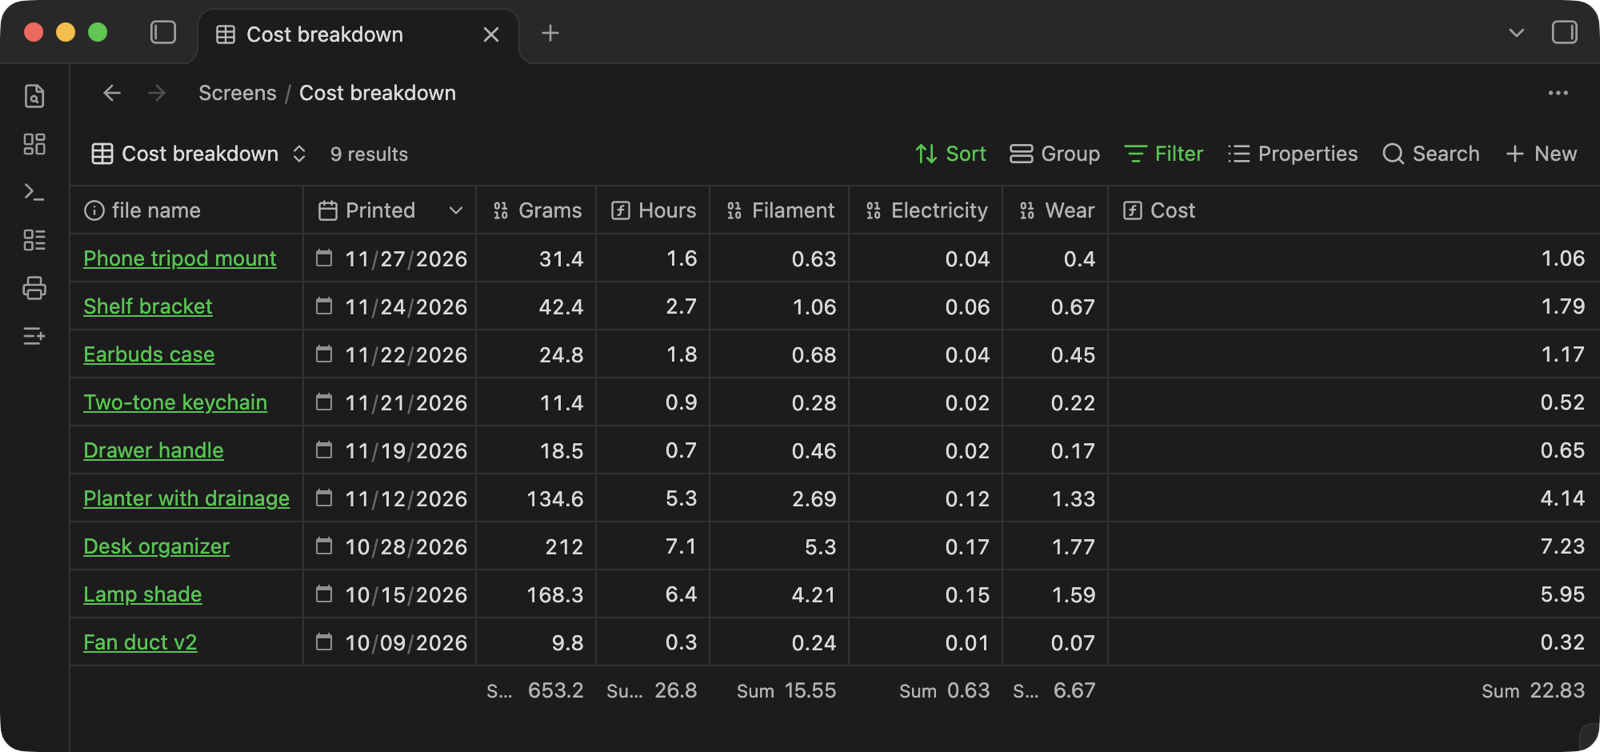 Cost breakdown
Screens / Cost breakdown
Cost breakdown 9 results Sort Group Filter Properties Search New
file name Printed Grams Hours Filament Electricity Wear Cost
Phone tripod mount 11/27/2026 31.4 1.6 0.63 0.04 0.4 1.06
Shelf bracket 11/24/2026 42.4 2.7 1.06 0.06 0.67 1.79
Earbuds case 11/22/2026 24.8 1.8 0.68 0.04 0.45 1.17
Two-tone keychain 11/21/2026 11.4 0.9 0.28 0.02 0.22 0.52
Drawer handle 11/19/2026 18.5 0.7 0.46 0.02 0.17 0.65
Planter with drainage 11/12/2026 134.6 5.3 2.69 0.12 1.33 4.14
Desk organizer 10/28/2026 212 7.1 5.3 0.17 1.77 7.23
Lamp shade 10/15/2026 168.3 6.4 4.21 0.15 1.59 5.95
Fan duct v2 10/09/2026 9.8 0.3 0.24 0.01 0.07 0.32
S... 653.2 Su... 26.8 Sum 15.55 Sum 0.63 S... 6.67 Sum 22.83